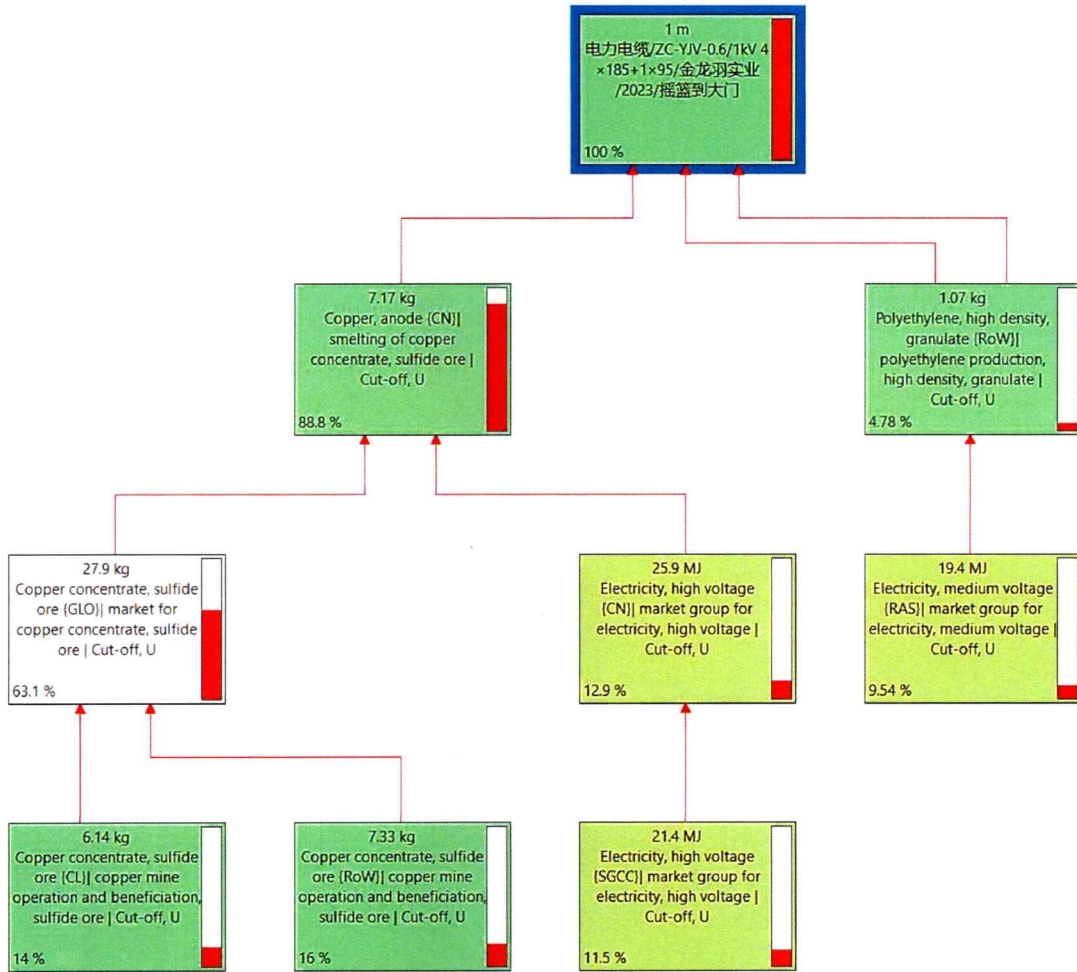 1 m
电力电缆/ZC-YJV-0.6/1kV 4
×185+1×95/金龙羽实业
/2023/摇篮到大门
100 %
7.17 kg
Copper, anode {CN}|
smelting of copper
concentrate, sulfide ore |
Cut-off, U
88.8 %
1.07 kg
Polyethylene, high density,
granulate {RoW}|
polyethylene production,
high density, granulate |
Cut-off, U
4.78 %
27.9 kg
Copper concentrate, sulfide
ore {GLO}| market for
copper concentrate, sulfide
ore | Cut-off, U
63.1 %
25.9 MJ
Electricity, high voltage
{CN}| market group for
electricity, high voltage |
Cut-off, U
12.9 %
19.4 MJ
Electricity, medium voltage
{RAS}| market group for
electricity, medium voltage |
Cut-off, U
9.54 %
6.14 kg
Copper concentrate, sulfide
ore {CL}| copper mine
operation and beneficiation,
sulfide ore | Cut-off, U
14 %
7.33 kg
Copper concentrate, sulfide
ore {RoW}| copper mine
operation and beneficiation,
sulfide ore | Cut-off, U
16 %
21.4 MJ
Electricity, high voltage
{SGCC}| market group for
electricity, high voltage |
Cut-off, U
11.5 %